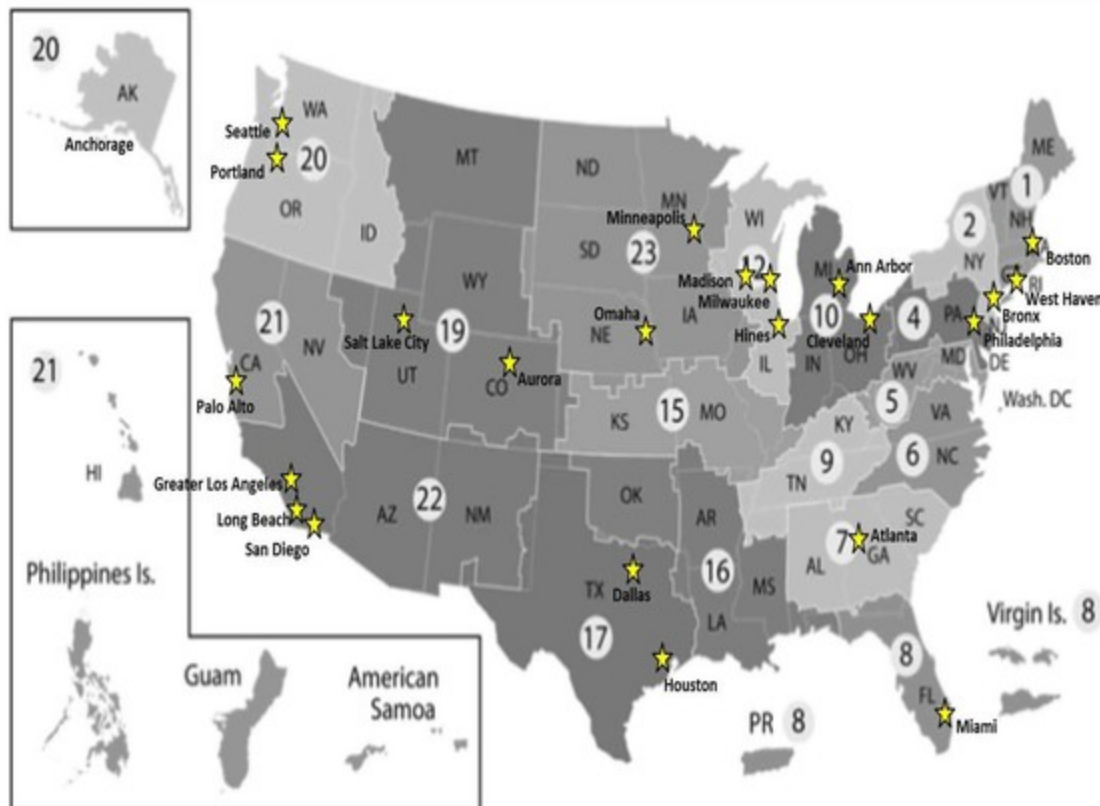 20
AK
Anchorage
WA
Seattle
20
Portland
OR
ID
MT
ND
MN
Minneapolis
SD
23
WI
12
Madison
Milwaukee
MI
Ann Arbor
10
Hines
Cleveland
IL
IN
OH
ME
VT
1
NH
2
NY
Boston
RI
West Haven
Bronx
NJ
4
PA
Philadelphia
DE
MD
WV
Wash. DC
5
VA
WY
21
19
Salt Lake City
NV
CA
UT
CO
Aurora
Palo Alto
Omaha
NE
IA
KS
15
MO
KY
9
TN
6
NC
SC
21
HI
Greater Los Angeles
Long Beach
San Diego
AZ
22
NM
OK
AR
16
MS
LA
7
Atlanta
AL
GA
TX
Dallas
17
Houston
8
FL
Miami
Virgin Is. 8
PR 8
Philippines Is.
Guam
American
Samoa